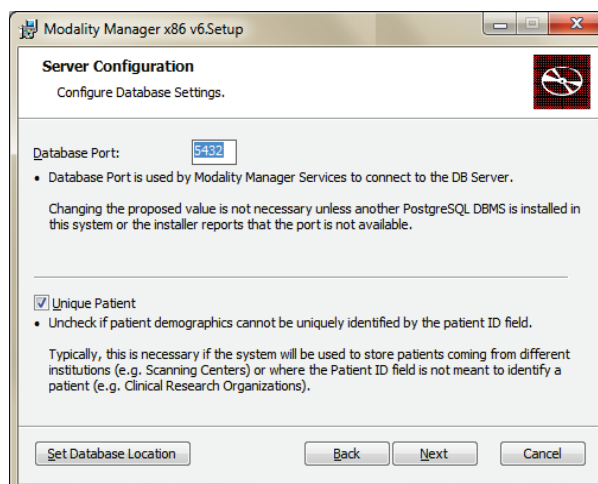 Modality Manager x86 v6.Setup
Server Configuration
Configure Database Settings.
Database Port: 5432
• Database Port is used by Modality Manager Services to connect to the DB Server.
Changing the proposed value is not necessary unless another PostgreSQL DBMS is installed in
this system or the installer reports that the port is not available.
Unique Patient
• Uncheck if patient demographics cannot be uniquely identified by the patient ID field.
Typically, this is necessary if the system will be used to store patients coming from different
institutions (e.g. Scanning Centers) or where the Patient ID field is not meant to identify a
patient (e.g. Clinical Research Organizations).
Set Database Location Back Next Cancel